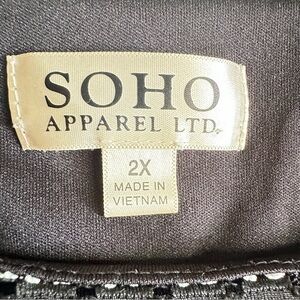 SOHO
APPAREL LTD.
2X
MADE IN
VIETNAM